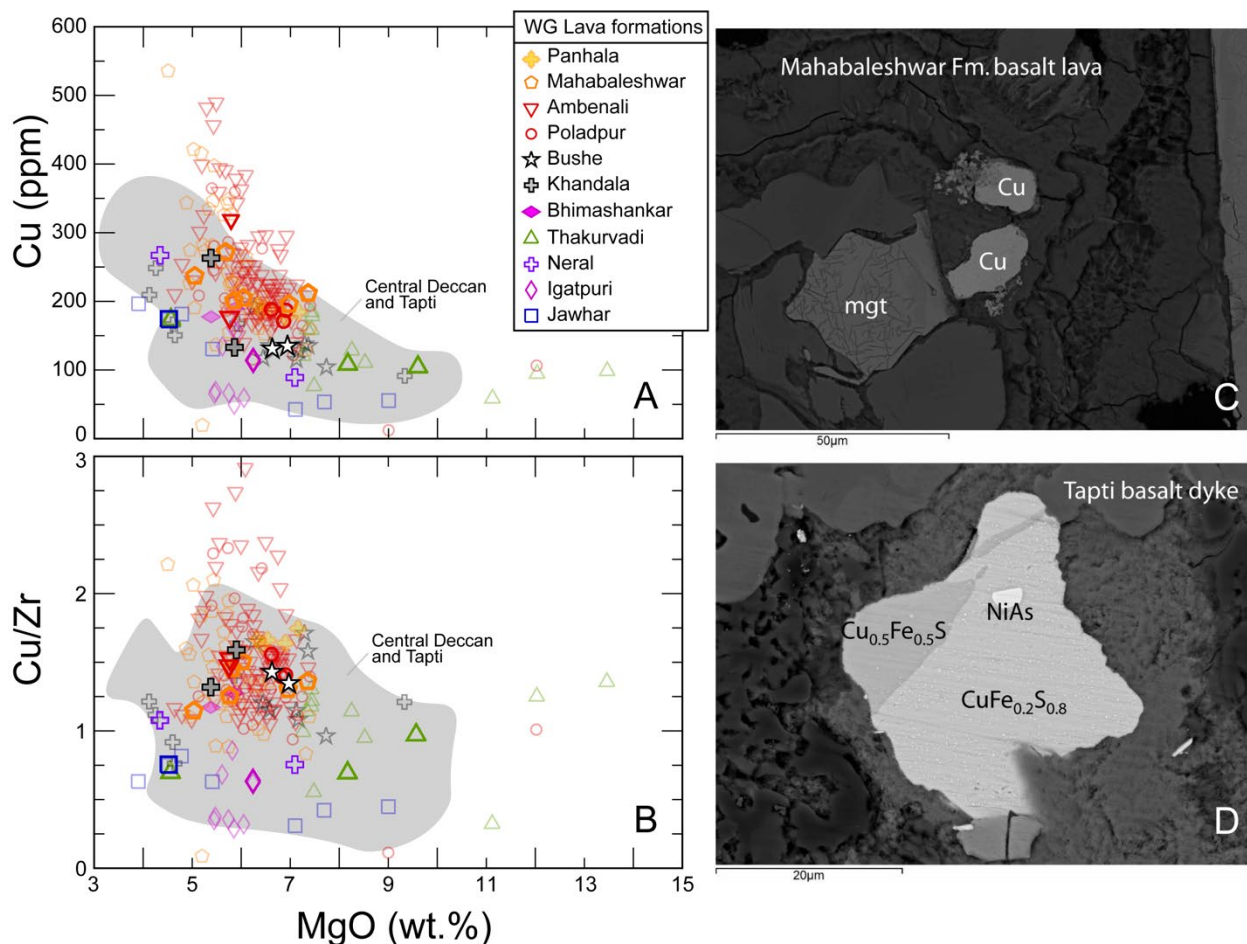 600
500
400
300
200
100
0
Cu (ppm)
Central Deccan
and Tapti
A
WG Lava formations
Panhala
Mahabaleshwar
Ambenali
Poladpur
Bushe
Khandala
Bhimashankar
Thakurvadi
Neral
Igatpuri
Jawhar
3
2
1
0
Cu/Zr
Central Deccan
and Tapti
B
3 5 7 9 11 13 15
MgO (wt.%)
Mahabaleshwar Fm. basalt lava
Cu
Cu
mgt
C
50µm
Tapti basalt dyke
NiAs
Cu0.5Fe0.5S
CuFe0.2S0.8
D
20µm